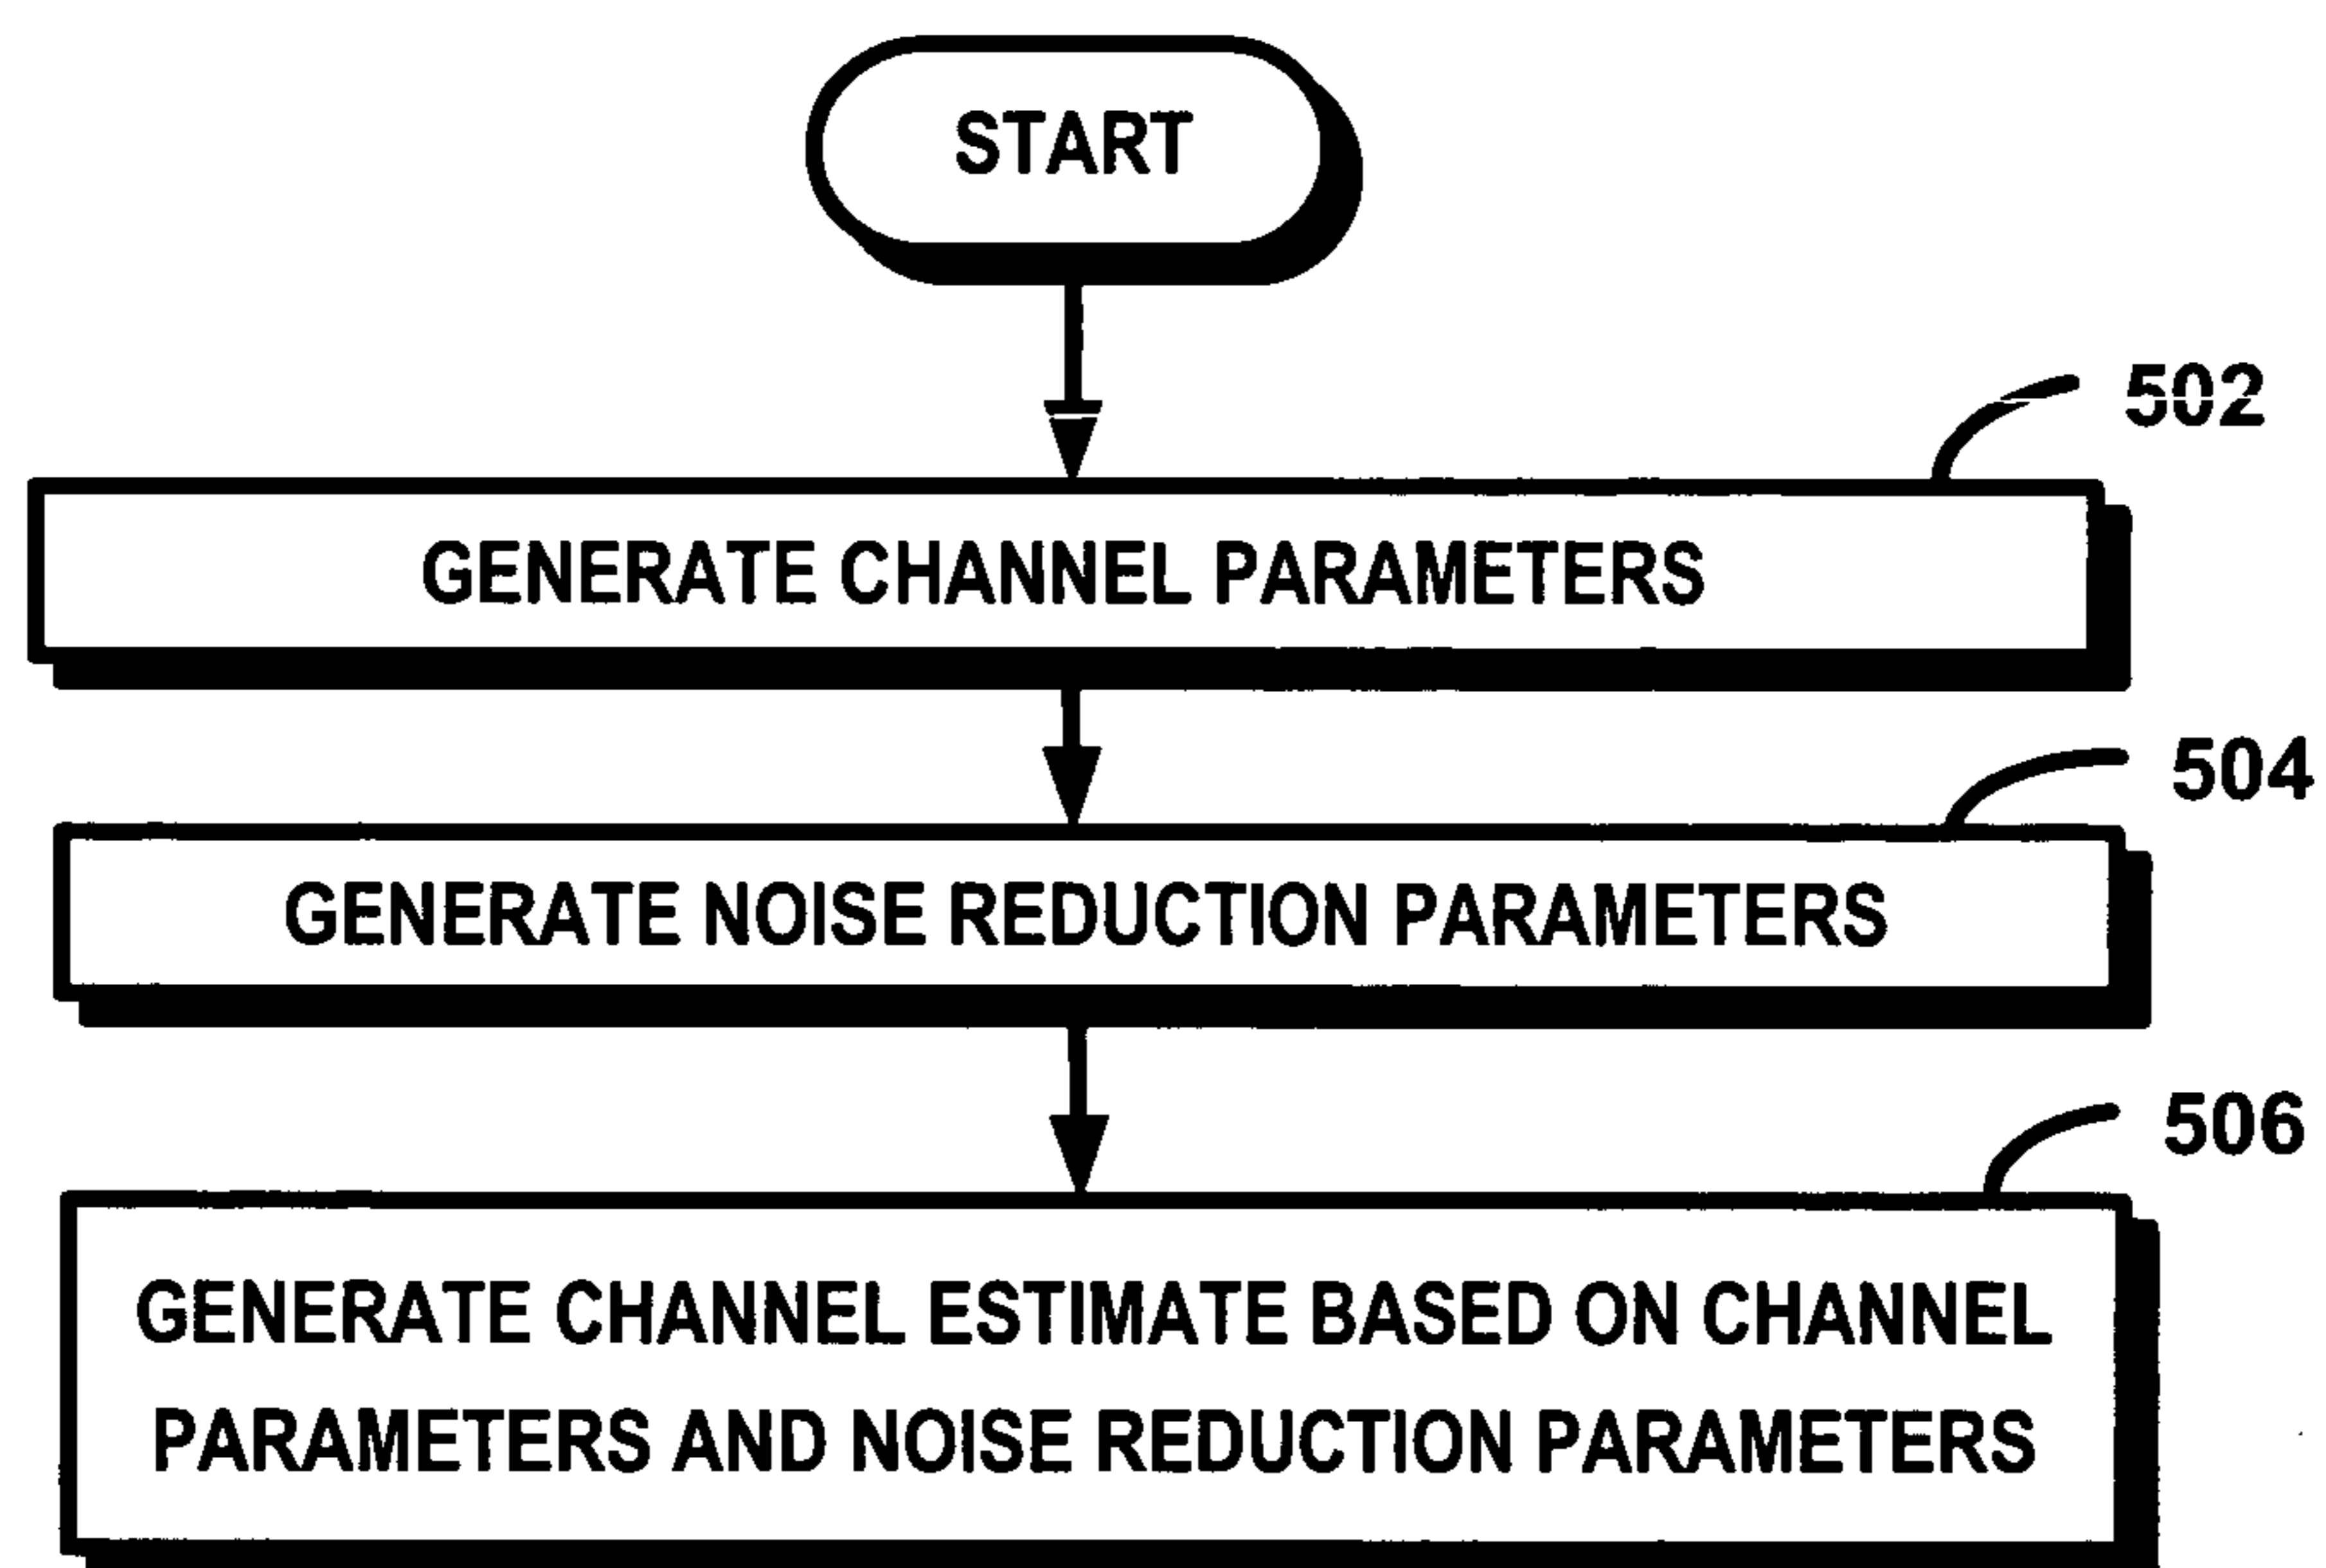 START
502
GENERATE CHANNEL PARAMETERS
504
GENERATE NOISE REDUCTION PARAMETERS
506
GENERATE CHANNEL ESTIMATE BASED ON CHANNEL
PARAMETERS AND NOISE REDUCTION PARAMETERS